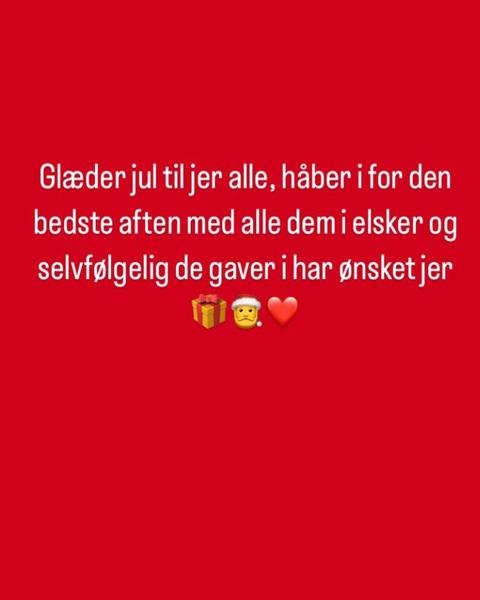 Glæder jul til jer alle, håber i for den
bedste aften med alle dem i elsker og
selvfølgelig de gaver i har ønsket jer
🎁🎅❤️